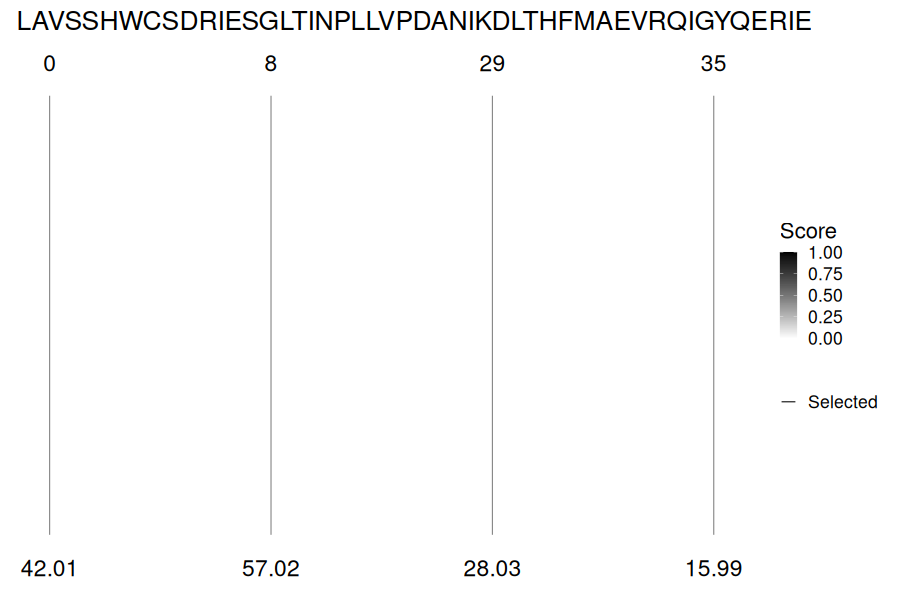 LAVSSHWCSDRIESGLTINPLLVPDANIKDLTHFMAEVRQIGYQERIE
0 8 29 35
Score
1.00
0.75
0.50
0.25
0.00
Selected
42.01 57.02 28.03 15.99